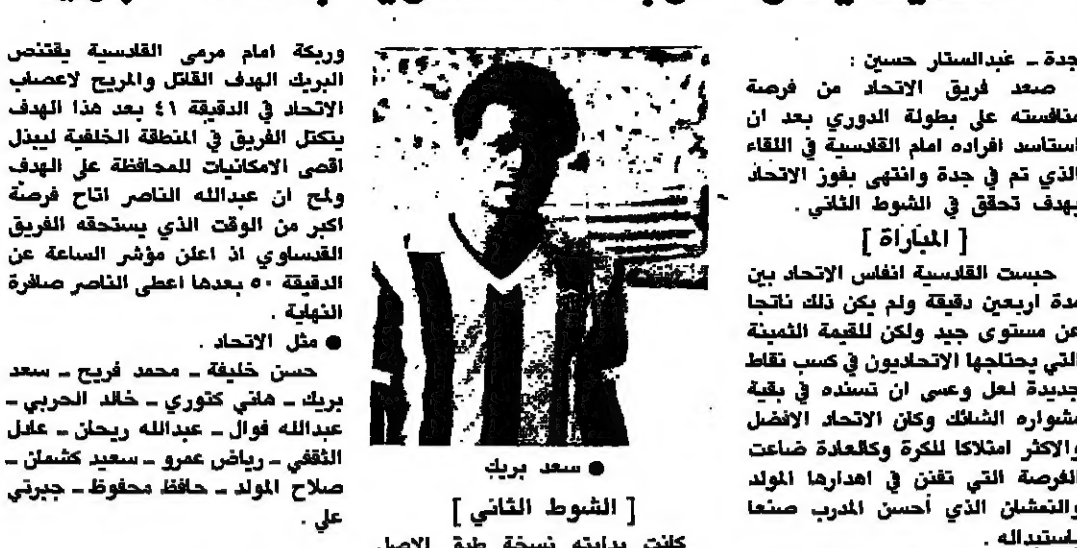 جدة ـ عبدالستار حسين :
صعد فريق الاتحاد من فرصة
منافسته على بطولة الدوري بعد ان
استاسد افراده امام القادسية في اللقاء
الذي تم في جدة وانتهى بفوز الاتحاد
بهدف تحقق في الشوط الثاني .
[ المباراة ]
حبست القادسية انفاس الاتحاد بين
مدة اربعين دقيقة ولم يكن ذلك ناتجا
عن مستوى جيد ولكن للقيمة الثمينة
التي يحتاجها الاتحاديون في كسب نقاط
جديدة لعل وعسى ان تسنده في بقية
مشواره الشائك وكان الاتحاد الافضل
والاكثر امتلاكا للكرة وكالعادة ضاعت
الفرصة التي تفنن في اهدارها المولد
والنعشان الذي أحسن المدرب صنعا
باستبداله .
● سعد بريك
[ الشوط الثاني ]
كانت بدايته نسخة طبق الاصل
وربكة امام مرمى القادسية يقتنص
البريك الهدف القاتل والمريح لاعصاب
الاتحاد في الدقيقة ٤١ بعد هذا الهدف
يتكتل الفريق في المنطقة الخلفية ليبذل
اقصى الامكانيات للمحافظة على الهدف
ولمح ان عبدالله الناصر اتاح فرصة
اكبر من الوقت الذي يستحقه الفريق
القدساوي اذ اعلن مؤشر الساعة عن
الدقيقة ٥٠ بعدها اعطى الناصر صافرة
النهاية .
● مثل الاتحاد .
حسن خليفة ـ محمد فريح ـ سعد
بريك ـ هاني كتوري ـ خالد الحربي ـ
عبدالله فوال ـ عبدالله ريحان ـ عادل
الثقفي ـ رياض عمرو ـ سعيد كشمان ـ
صلاح المولد ـ حافظ محفوظ ـ جبرتي
علي .